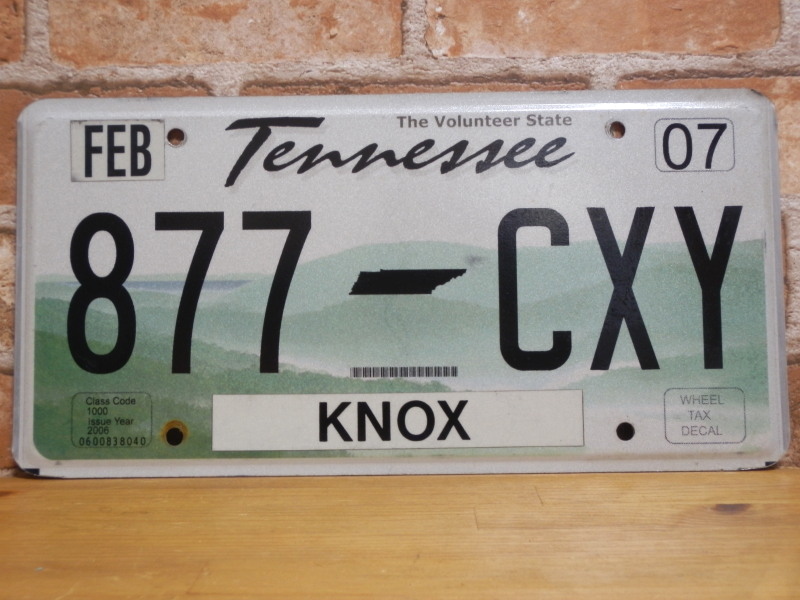 The Volunteer State
FEB
Tennessee
07
877 CXY
Class Code
1000
Issue Year
2006
0600838040
KNOX
WHEEL
TAX
DECAL